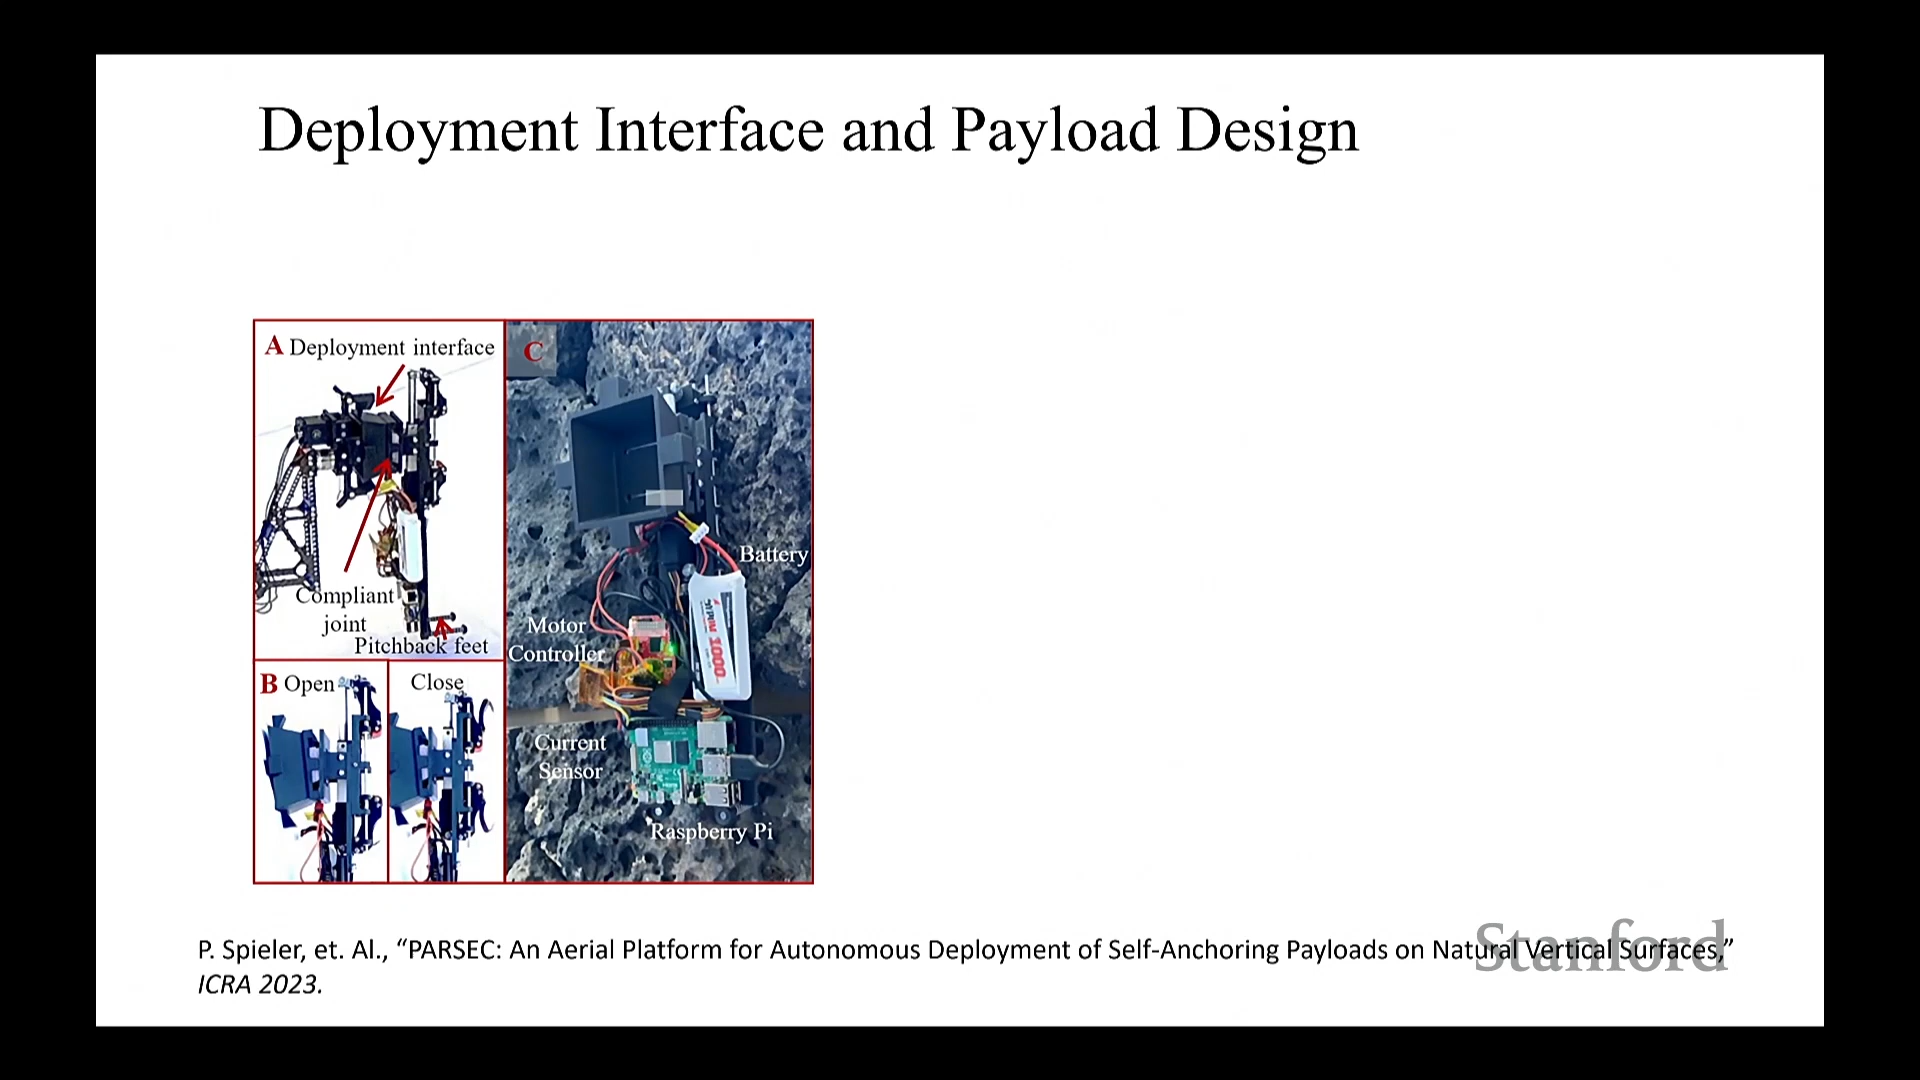 Deployment Interface and Payload Design
A Deployment interface
Compliant
joint
Pitchback feet
B Open
Close
C
Battery
Motor
Controller
1000
Current
Sensor
Raspberry Pi
P. Spieler, et. Al., “PARSEC: An Aerial Platform for Autonomous Deployment of Self-Anchoring Payloads on Natural Vertical Surfaces,”
ICRA 2023.
Stanford